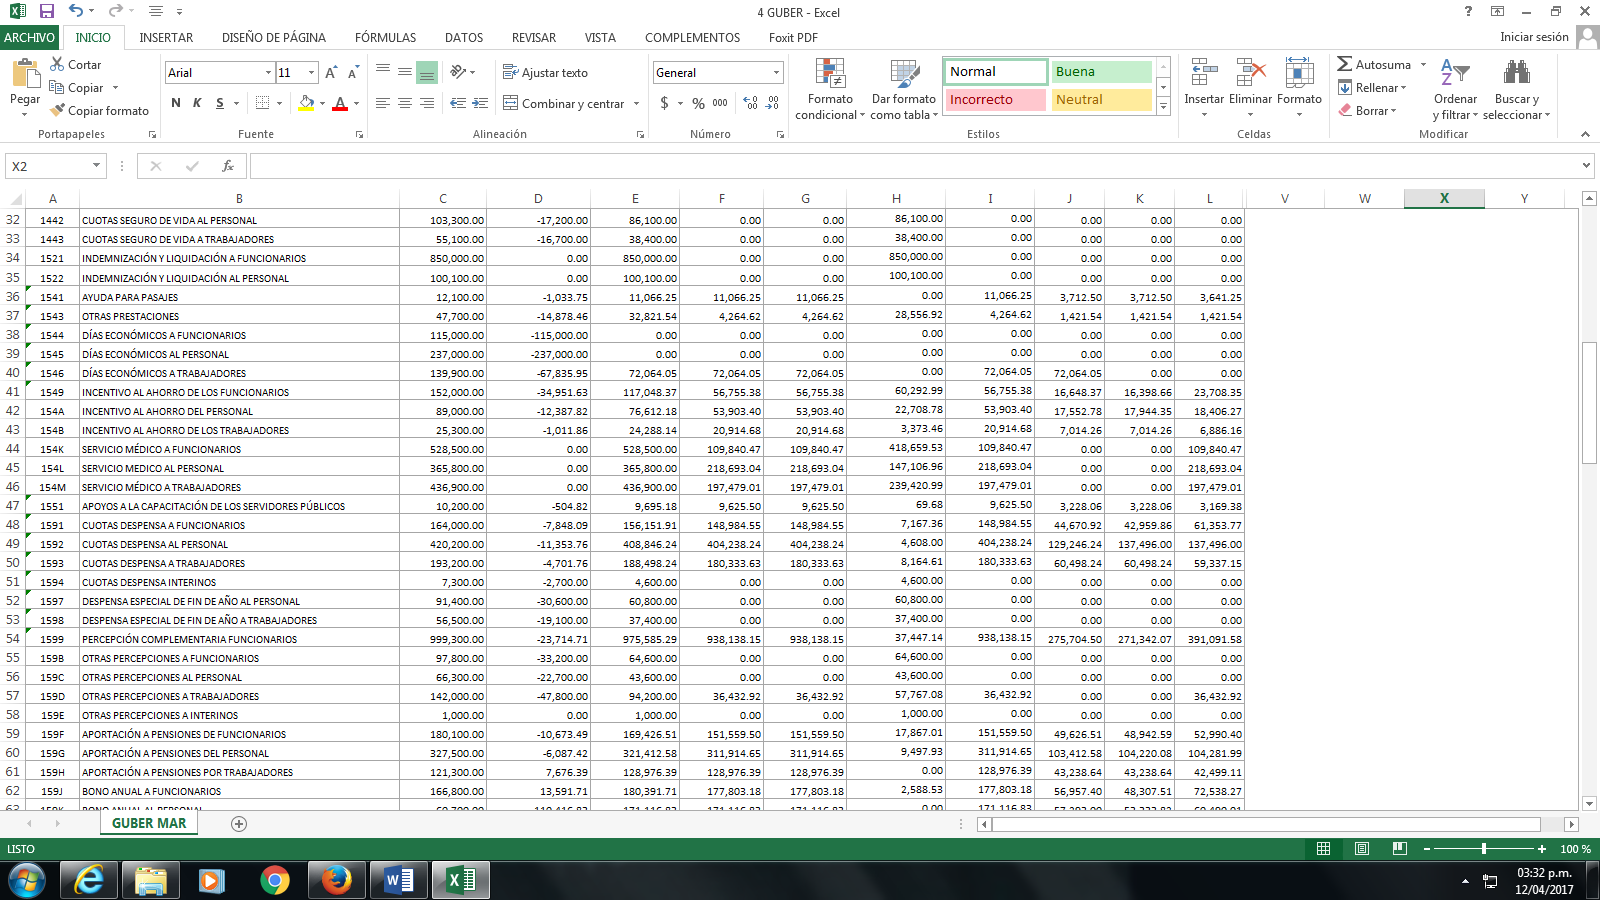 4 GUBER - Excel
ARCHIVO INICIO INSERTAR DISEÑO DE PÁGINA FÓRMULAS DATOS REVISAR VISTA COMPLEMENTOS Foxit PDF Iniciar sesión
Pegar Cortar Copiar Copiar formato Portapapeles
Arial 11 N K S Fuente
Ajustar texto Combinar y centrar Alineación
General $ % 000 Número
Formato condicional Dar formato como tabla Normal Buena Incorrecto Neutral Estilos
Insertar Eliminar Formato Celdas
Autosuma Rellenar Borrar Ordenar y filtrar Buscar y seleccionar Modificar
X2 fx
A B C D E F G H I J K L V W X Y
32 1442 CUOTAS SEGURO DE VIDA AL PERSONAL 103,300.00 -17,200.00 86,100.00 0.00 0.00 86,100.00 0.00 0.00 0.00 0.00
33 1443 CUOTAS SEGURO DE VIDA A TRABAJADORES 55,100.00 -16,700.00 38,400.00 0.00 0.00 38,400.00 0.00 0.00 0.00 0.00
34 1521 INDEMNIZACIÓN Y LIQUIDACIÓN A FUNCIONARIOS 850,000.00 0.00 850,000.00 0.00 0.00 850,000.00 0.00 0.00 0.00 0.00
35 1522 INDEMNIZACIÓN Y LIQUIDACIÓN AL PERSONAL 100,100.00 0.00 100,100.00 0.00 0.00 100,100.00 0.00 0.00 0.00 0.00
36 1541 AYUDA PARA PASAJES 12,100.00 -1,033.75 11,066.25 11,066.25 11,066.25 0.00 11,066.25 3,712.50 3,712.50 3,641.25
37 1543 OTRAS PRESTACIONES 47,700.00 -14,878.46 32,821.54 4,264.62 4,264.62 28,556.92 4,264.62 1,421.54 1,421.54 1,421.54
38 1544 DÍAS ECONÓMICOS A FUNCIONARIOS 115,000.00 -115,000.00 0.00 0.00 0.00 0.00 0.00 0.00 0.00 0.00
39 1545 DÍAS ECONÓMICOS AL PERSONAL 237,000.00 -237,000.00 0.00 0.00 0.00 0.00 0.00 0.00 0.00 0.00
40 1546 DÍAS ECONÓMICOS A TRABAJADORES 139,900.00 -67,835.95 72,064.05 72,064.05 72,064.05 0.00 72,064.05 72,064.05 0.00 0.00
41 1549 INCENTIVO AL AHORRO DE LOS FUNCIONARIOS 152,000.00 -34,951.63 117,048.37 56,755.38 56,755.38 60,292.99 56,755.38 16,648.37 16,398.66 23,708.35
42 154A INCENTIVO AL AHORRO DEL PERSONAL 89,000.00 -12,387.82 76,612.18 53,903.40 53,903.40 22,708.78 53,903.40 17,552.78 17,944.35 18,406.27
43 154B INCENTIVO AL AHORRO DE LOS TRABAJADORES 25,300.00 -1,011.86 24,288.14 20,914.68 20,914.68 3,373.46 20,914.68 7,014.26 7,014.26 6,886.16
44 154K SERVICIO MÉDICO A FUNCIONARIOS 528,500.00 0.00 528,500.00 109,840.47 109,840.47 418,659.53 109,840.47 0.00 0.00 109,840.47
45 154L SERVICIO MEDICO AL PERSONAL 365,800.00 0.00 365,800.00 218,693.04 218,693.04 147,106.96 218,693.04 0.00 0.00 218,693.04
46 154M SERVICIO MÉDICO A TRABAJADORES 436,900.00 0.00 436,900.00 197,479.01 197,479.01 239,420.99 197,479.01 0.00 0.00 197,479.01
47 1551 APOYOS A LA CAPACITACIÓN DE LOS SERVIDORES PÚBLICOS 10,200.00 -504.82 9,695.18 9,625.50 9,625.50 69.68 9,625.50 3,228.06 3,228.06 3,169.38
48 1591 CUOTAS DESPENSA A FUNCIONARIOS 164,000.00 -7,848.09 156,151.91 148,984.55 148,984.55 7,167.36 148,984.55 44,670.92 42,959.86 61,353.77
49 1592 CUOTAS DESPENSA AL PERSONAL 420,200.00 -11,353.76 408,846.24 404,238.24 404,238.24 4,608.00 404,238.24 129,246.24 137,496.00 137,496.00
50 1593 CUOTAS DESPENSA A TRABAJADORES 193,200.00 -4,701.76 188,498.24 180,333.63 180,333.63 8,164.61 180,333.63 60,498.24 60,498.24 59,337.15
51 1594 CUOTAS DESPENSA INTERINOS 7,300.00 -2,700.00 4,600.00 0.00 0.00 4,600.00 0.00 0.00 0.00 0.00
52 1597 DESPENSA ESPECIAL DE FIN DE AÑO AL PERSONAL 91,400.00 -30,600.00 60,800.00 0.00 0.00 60,800.00 0.00 0.00 0.00 0.00
53 1598 DESPENSA ESPECIAL DE FIN DE AÑO A TRABAJADORES 56,500.00 -19,100.00 37,400.00 0.00 0.00 37,400.00 0.00 0.00 0.00 0.00
54 1599 PERCEPCIÓN COMPLEMENTARIA FUNCIONARIOS 999,300.00 -23,714.71 975,585.29 938,138.15 938,138.15 37,447.14 938,138.15 275,704.50 271,342.07 391,091.58
55 159B OTRAS PERCEPCIONES A FUNCIONARIOS 97,800.00 -33,200.00 64,600.00 0.00 0.00 64,600.00 0.00 0.00 0.00 0.00
56 159C OTRAS PERCEPCIONES AL PERSONAL 66,300.00 -22,700.00 43,600.00 0.00 0.00 43,600.00 0.00 0.00 0.00 0.00
57 159D OTRAS PERCEPCIONES A TRABAJADORES 142,000.00 -47,800.00 94,200.00 36,432.92 36,432.92 57,767.08 36,432.92 0.00 0.00 36,432.92
58 159E OTRAS PERCEPCIONES A INTERINOS 1,000.00 0.00 1,000.00 0.00 0.00 1,000.00 0.00 0.00 0.00 0.00
59 159F APORTACIÓN A PENSIONES DE FUNCIONARIOS 180,100.00 -10,673.49 169,426.51 151,559.50 151,559.50 17,867.01 151,559.50 49,626.51 48,942.59 52,990.40
60 159G APORTACIÓN A PENSIONES DEL PERSONAL 327,500.00 -6,087.42 321,412.58 311,914.65 311,914.65 9,497.93 311,914.65 103,412.58 104,220.08 104,281.99
61 159H APORTACIÓN A PENSIONES POR TRABAJADORES 121,300.00 7,676.39 128,976.39 128,976.39 128,976.39 0.00 128,976.39 43,238.64 43,238.64 42,499.11
62 159J BONO ANUAL A FUNCIONARIOS 166,800.00 13,591.71 180,391.71 177,803.18 177,803.18 2,588.53 177,803.18 56,957.40 48,307.51 72,538.27
GUBER MAR
LISTO 100 %
03:32 p.m.
12/04/2017